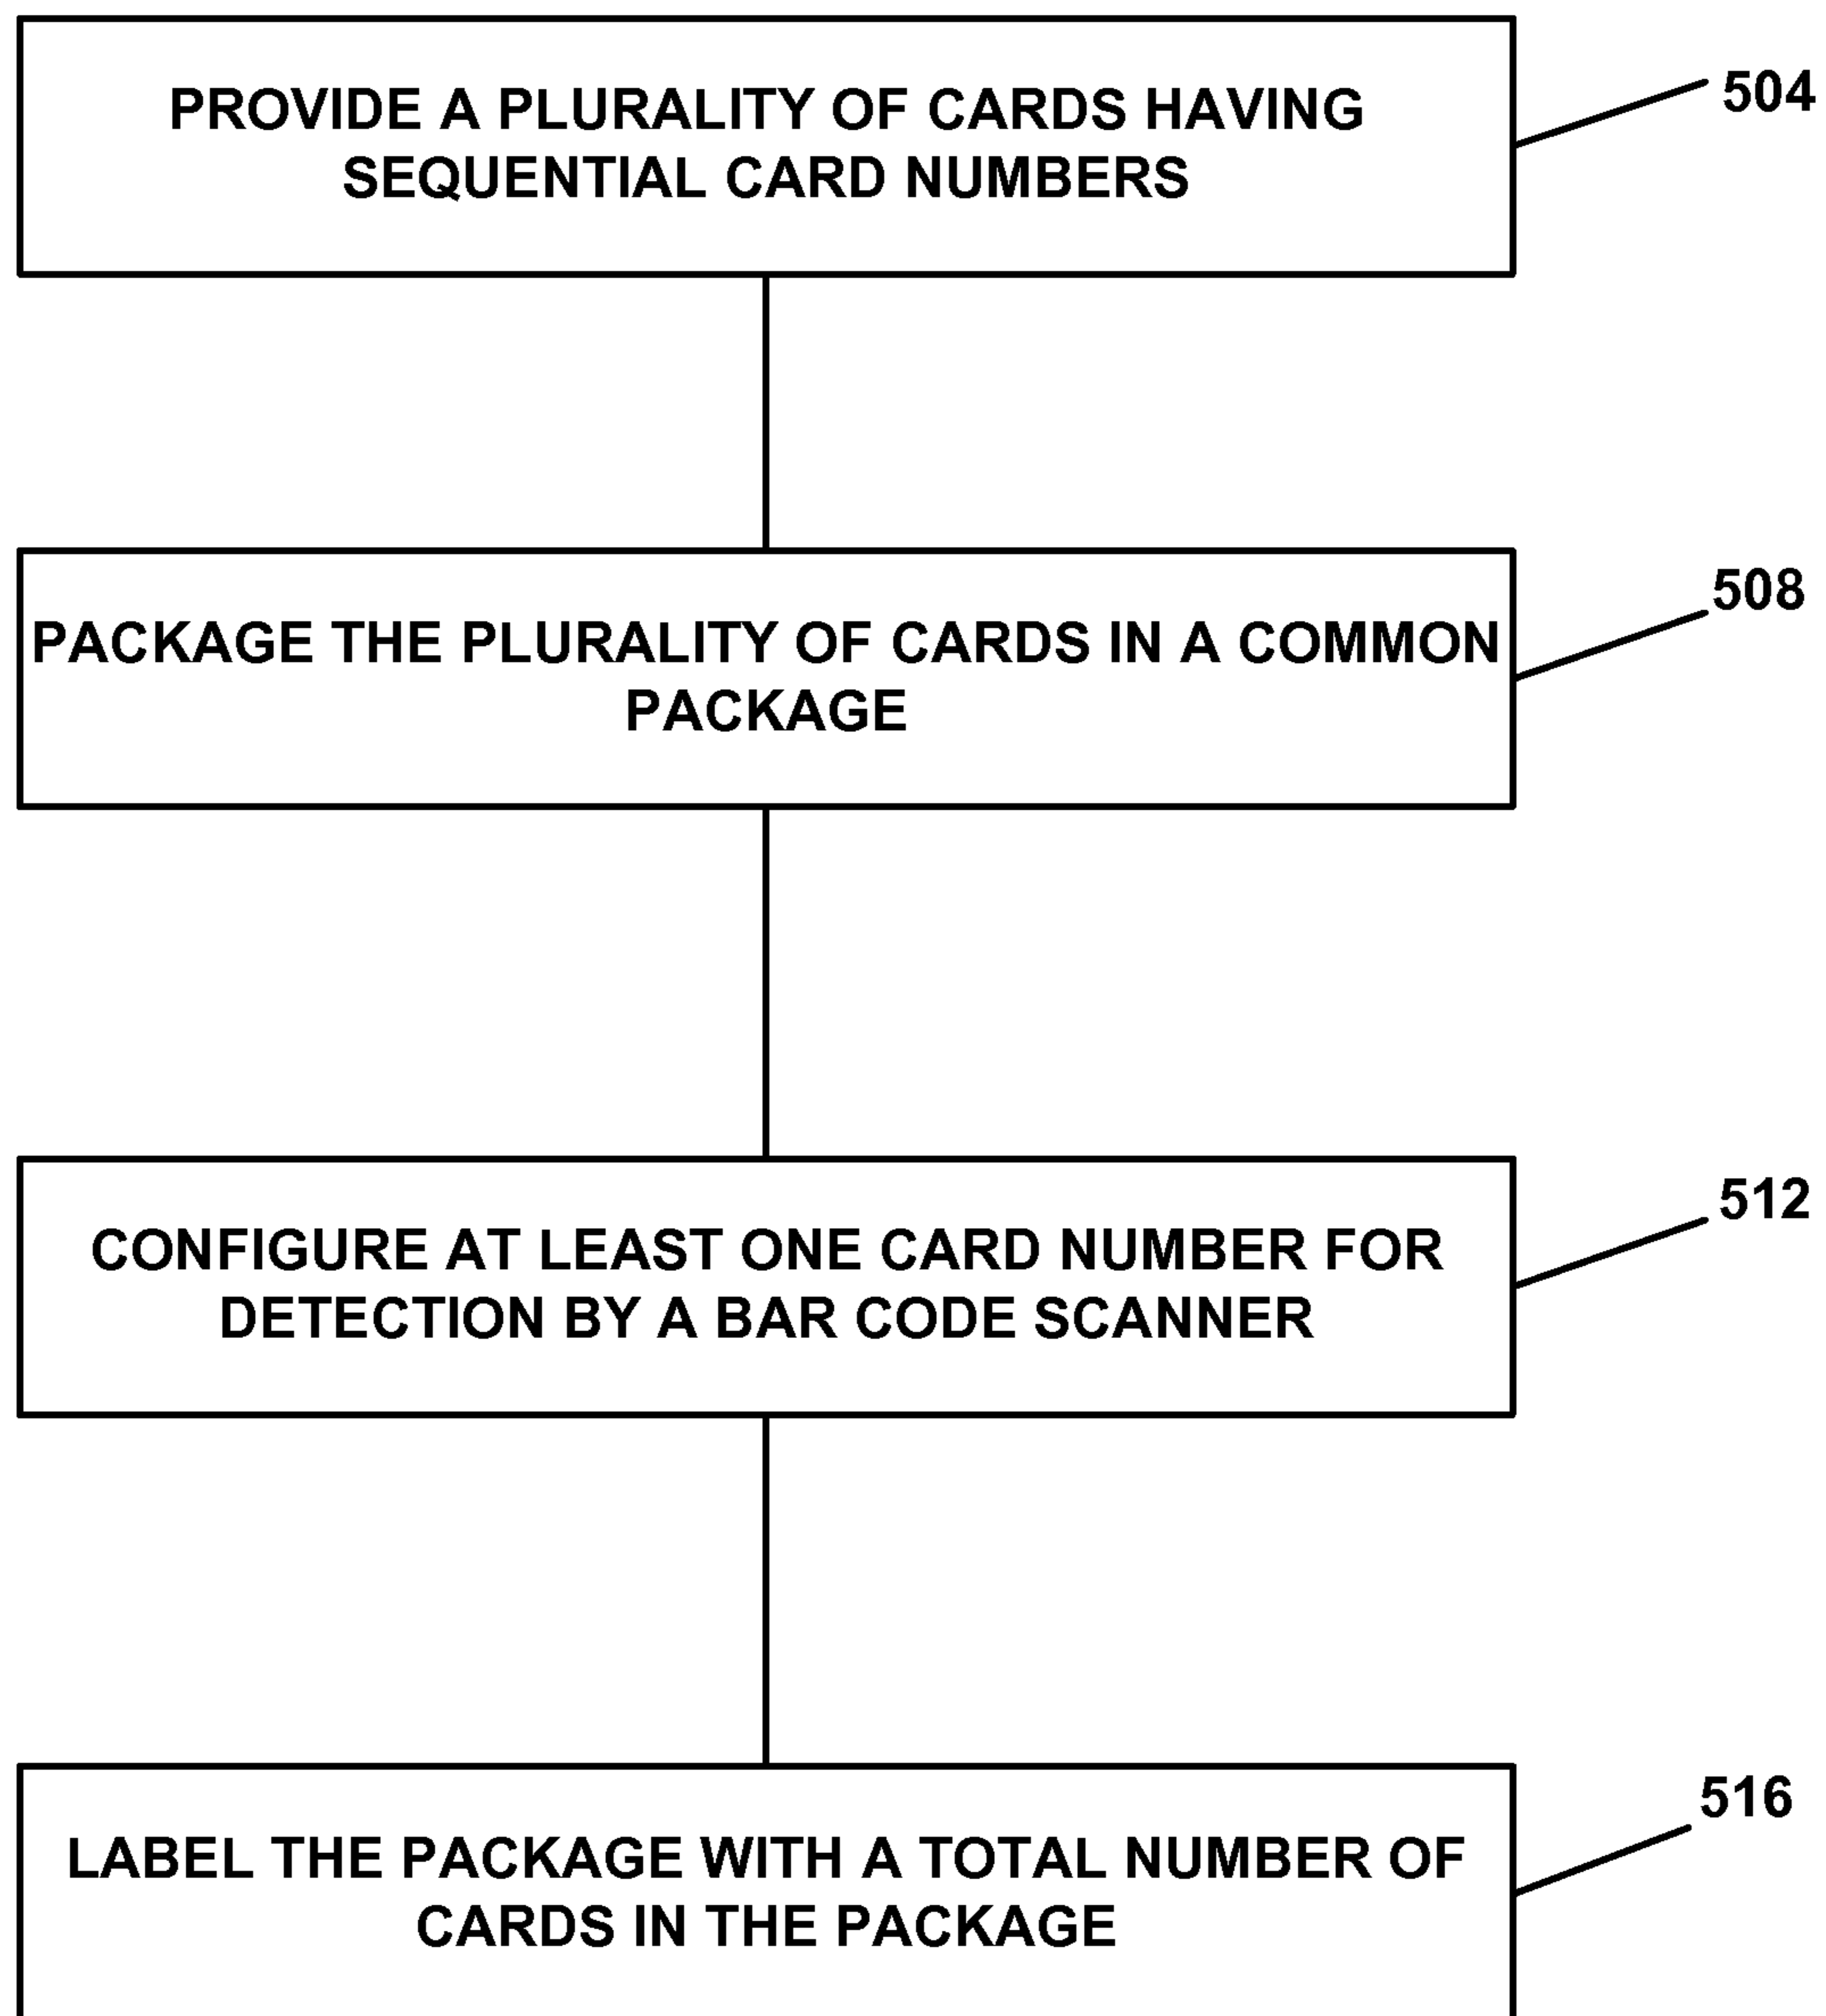 PROVIDE A PLURALITY OF CARDS HAVING
SEQUENTIAL CARD NUMBERS
504
PACKAGE THE PLURALITY OF CARDS IN A COMMON
PACKAGE
508
CONFIGURE AT LEAST ONE CARD NUMBER FOR
DETECTION BY A BAR CODE SCANNER
512
LABEL THE PACKAGE WITH A TOTAL NUMBER OF
CARDS IN THE PACKAGE
516